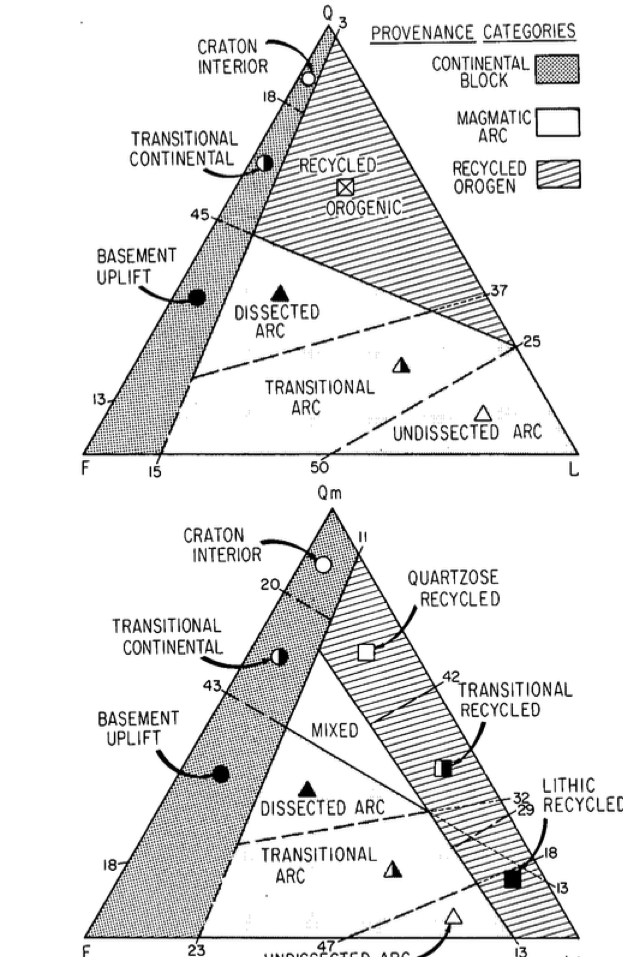 Q
3
PROVENANCE CATEGORIES
CRATON
INTERIOR
CONTINENTAL
BLOCK
18
MAGMATIC
ARC
TRANSITIONAL
CONTINENTAL
RECYCLED
OROGENIC
RECYCLED
OROGEN
45
BASEMENT
UPLIFT
37
DISSECTED
ARC
25
TRANSITIONAL
ARC
13
UNDISSECTED ARC
F
15
50
L
Qm
CRATON
INTERIOR
11
20
QUARTZOSE
RECYCLED
TRANSITIONAL
CONTINENTAL
42
43
TRANSITIONAL
RECYCLED
BASEMENT
UPLIFT
MIXED
LITHIC
RECYCLED
DISSECTED ARC
32
29
TRANSITIONAL
ARC
18
18
13
F
23
47
13
UNDISSECTED ARC